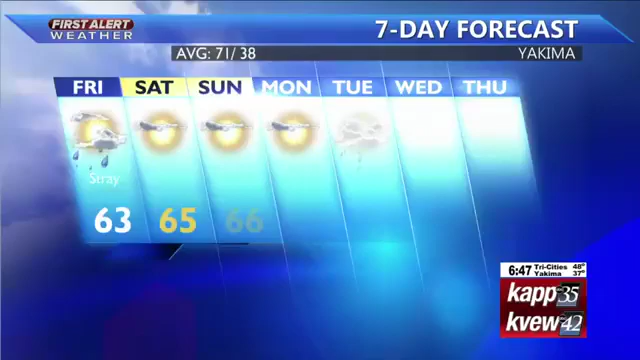 FIRST ALERT
WEATHER
7-DAY FORECAST
AVG: 71/ 38
YAKIMA
FRI
SAT
SUN
MON
TUE
WED
THU
Stray
63
65
66
6:47
Tri-Cities 48°
Yakima 37°
kapp 35
kvew 42